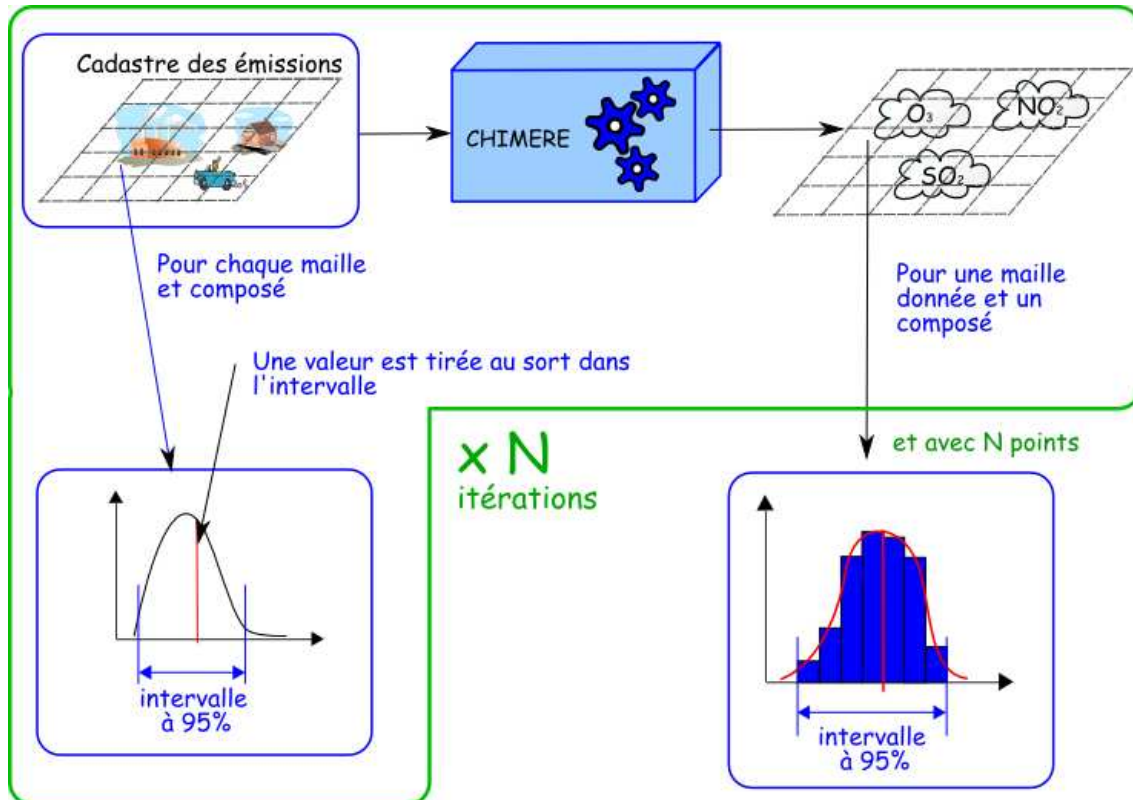 Cadastre des émissions
CHIMERE
O3
NO2
SO2
Pour chaque maille
et composé
Pour une maille
donnée et un
composé
Une valeur est tirée au sort dans
l'intervalle
x N
itérations
et avec N points
intervalle
à 95%
intervalle
à 95%